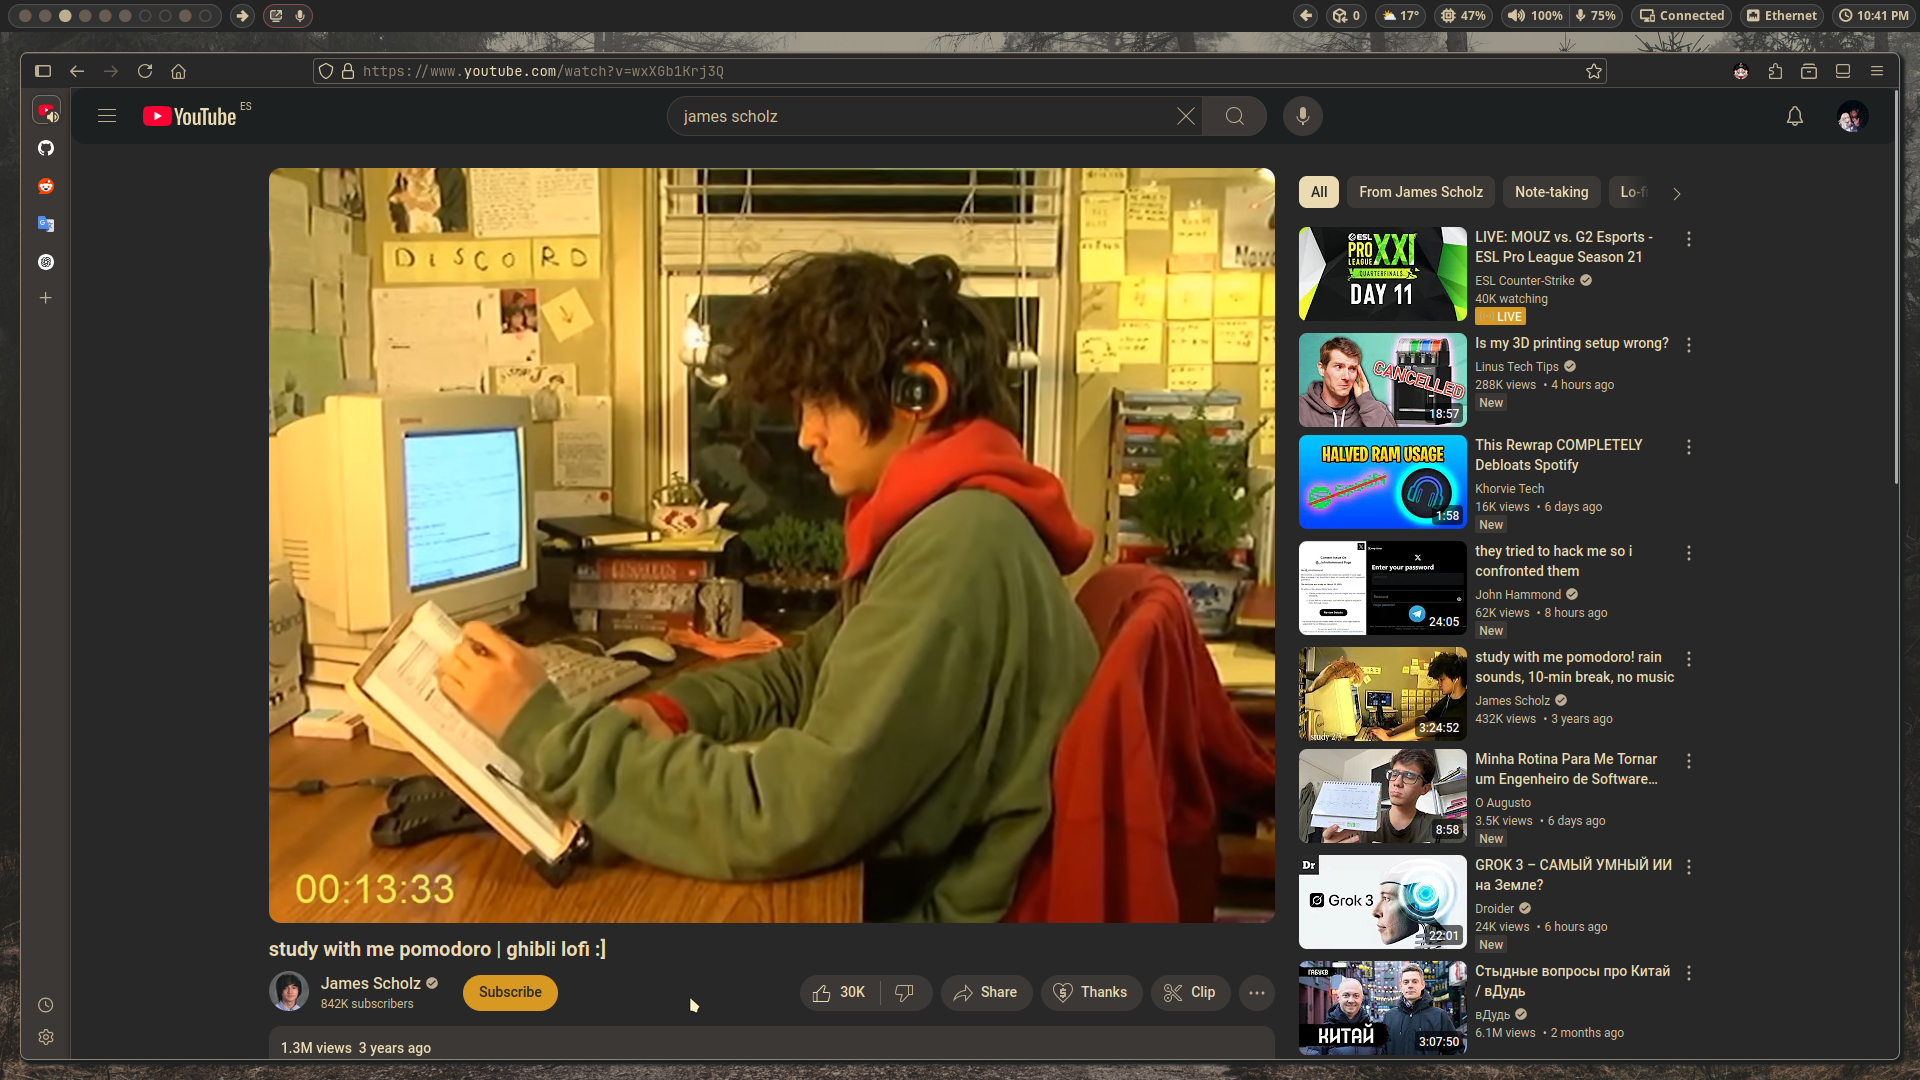 0
17°
47%
100%
75%
Connected
Ethernet
10:41 PM
https://www.youtube.com/watch?v=wxXGb1Krj3Q
YouTube ES
james scholz
DISCORD
00:13:33
study with me pomodoro | ghibli lofi :]
James Scholz
842K subscribers
Subscribe
30K
Share
Thanks
Clip
1.3M views 3 years ago
All
From James Scholz
Note-taking
Lo-fi
ESL
PRO LEAGUE XXI
QUARTERFINALS
DAY 11
LIVE: MOUZ vs. G2 Esports -
ESL Pro League Season 21
ESL Counter-Strike
40K watching
LIVE
CANCELLED
18:57
Is my 3D printing setup wrong?
Linus Tech Tips
288K views • 4 hours ago
New
HALVED RAM USAGE
1:58
This Rewrap COMPLETELY
Debloats Spotify
Khorvie Tech
16K views • 6 days ago
New
Enter your password
24:05
they tried to hack me so i
confronted them
John Hammond
62K views • 8 hours ago
New
study 2/3
3:24:52
study with me pomodoro! rain
sounds, 10-min break, no music
James Scholz
432K views • 3 years ago
8:58
Minha Rotina Para Me Tornar
um Engenheiro de Software...
O Augusto
3.5K views • 6 days ago
New
Dr
Grok 3
22:01
GROK 3 – САМЫЙ УМНЫЙ ИИ
на Земле?
Droider
24K views • 6 hours ago
New
ГАБУЕВ
КИТАЙ
3:07:50
Стыдные вопросы про Китай
/ вДудь
вДудь
6.1M views • 2 months ago